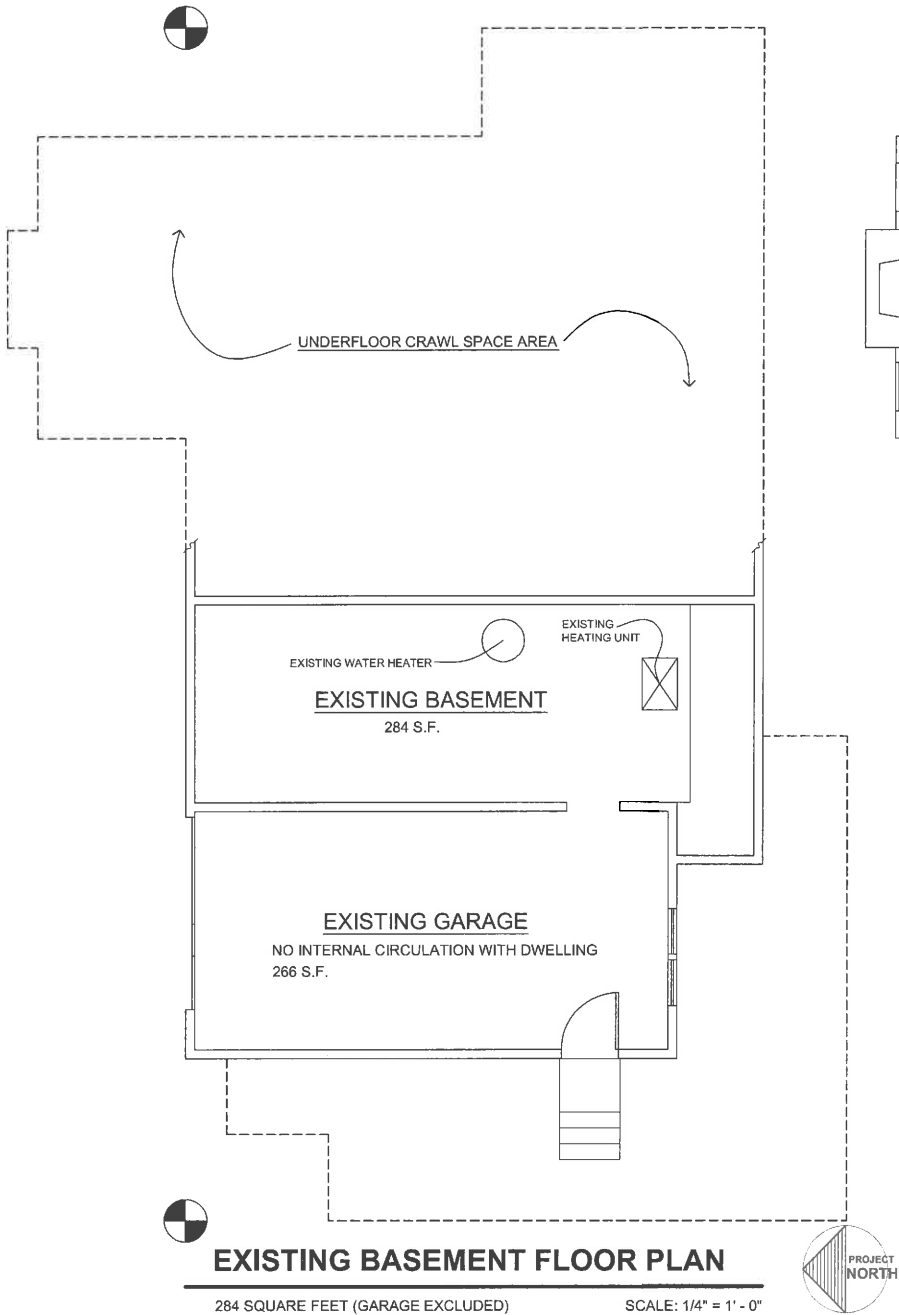 UNDERFLOOR CRAWL SPACE AREA
EXISTING
HEATING UNIT
EXISTING WATER HEATER
EXISTING BASEMENT
284 S.F.
EXISTING GARAGE
NO INTERNAL CIRCULATION WITH DWELLING
266 S.F.
EXISTING BASEMENT FLOOR PLAN
PROJECT
NORTH
284 SQUARE FEET (GARAGE EXCLUDED)
SCALE: 1/4" = 1' - 0"